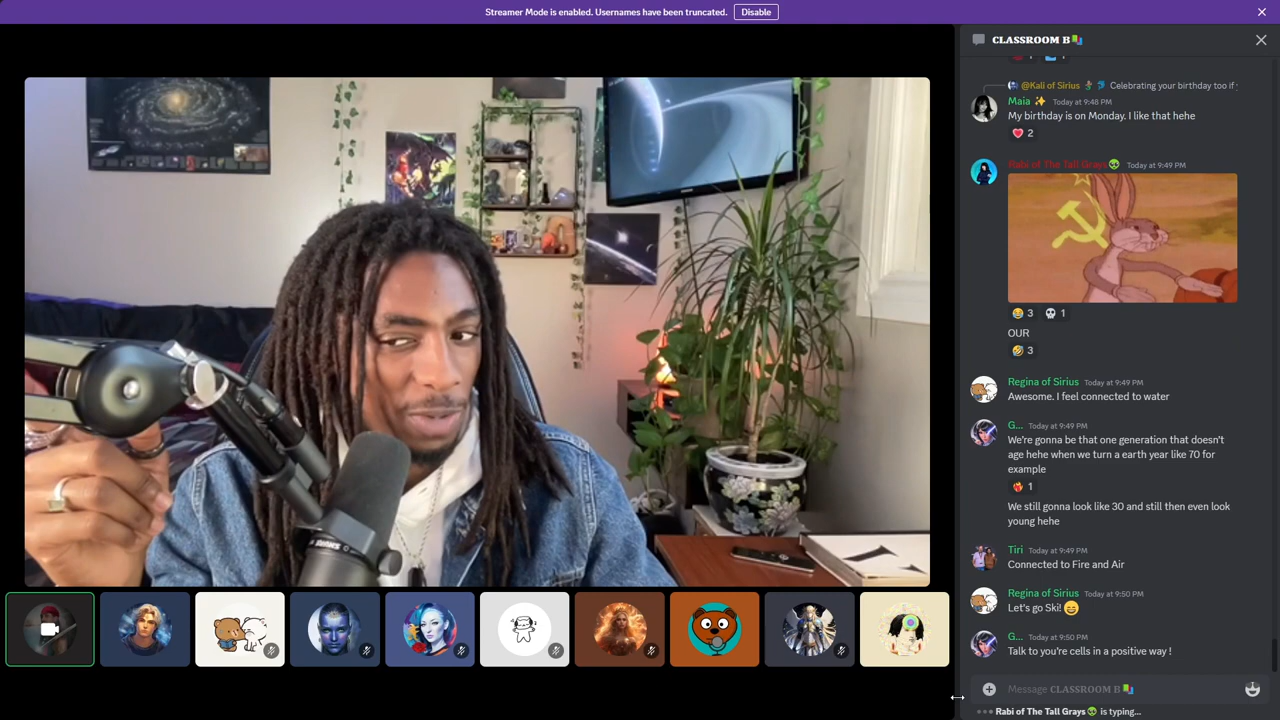 Streamer Mode is enabled. Usernames have been truncated. Disable
CLASSROOM B
@Kali of Sirius Celebrating your birthday too if
Maia Today at 9:48 PM
My birthday is on Monday. I like that hehe
2
Rabi of The Tall Grays Today at 9:49 PM
3 1
OUR
3
Regina of Sirius Today at 9:49 PM
Awesome. I feel connected to water
G... Today at 9:49 PM
We're gonna be that one generation that doesn't
age hehe when we turn a earth year like 70 for
example
1
We still gonna look like 30 and still then even look
young hehe
Tiri Today at 9:49 PM
Connected to Fire and Air
Regina of Sirius Today at 9:50 PM
Let's go Ski!
G... Today at 9:50 PM
Talk to you're cells in a positive way !
Message CLASSROOM B
Rabi of The Tall Grays is typing...